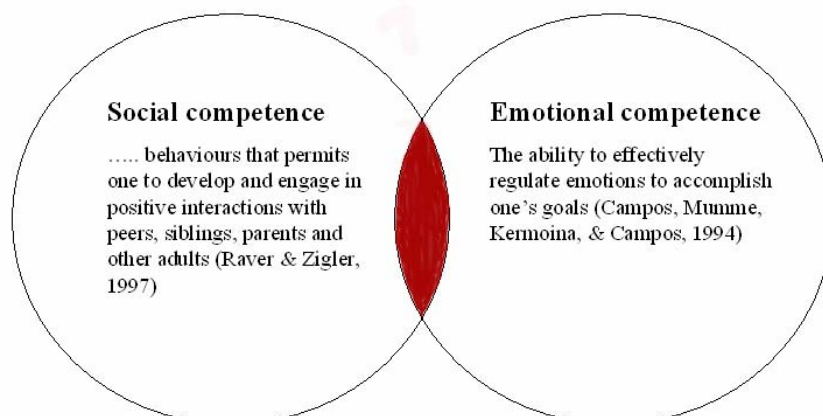 Social competence
….. behaviours that permits
one to develop and engage in
positive interactions with
peers, siblings, parents and
other adults (Raver & Zigler,
1997)
Emotional competence
The ability to effectively
regulate emotions to accomplish
one’s goals (Campos, Mumme,
Kermoina, & Campos, 1994)